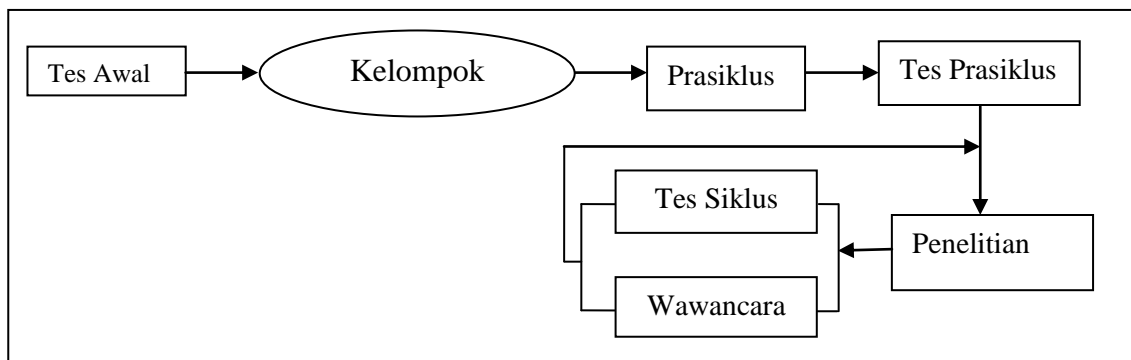 Tes Awal
Kelompok
Prasiklus
Tes Prasiklus
Tes Siklus
Penelitian
Wawancara